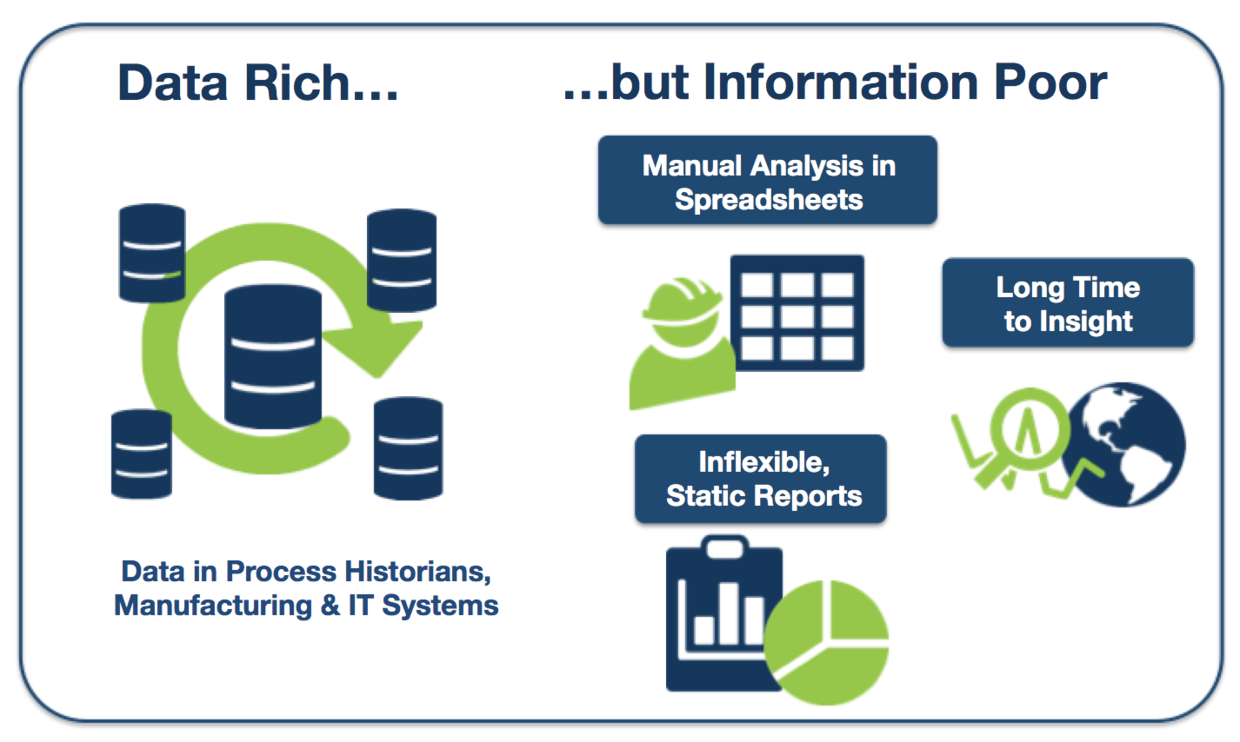 Data Rich...
...but Information Poor
Manual Analysis in
Spreadsheets
Long Time
to Insight
Inflexible,
Static Reports
Data in Process Historians,
Manufacturing & IT Systems